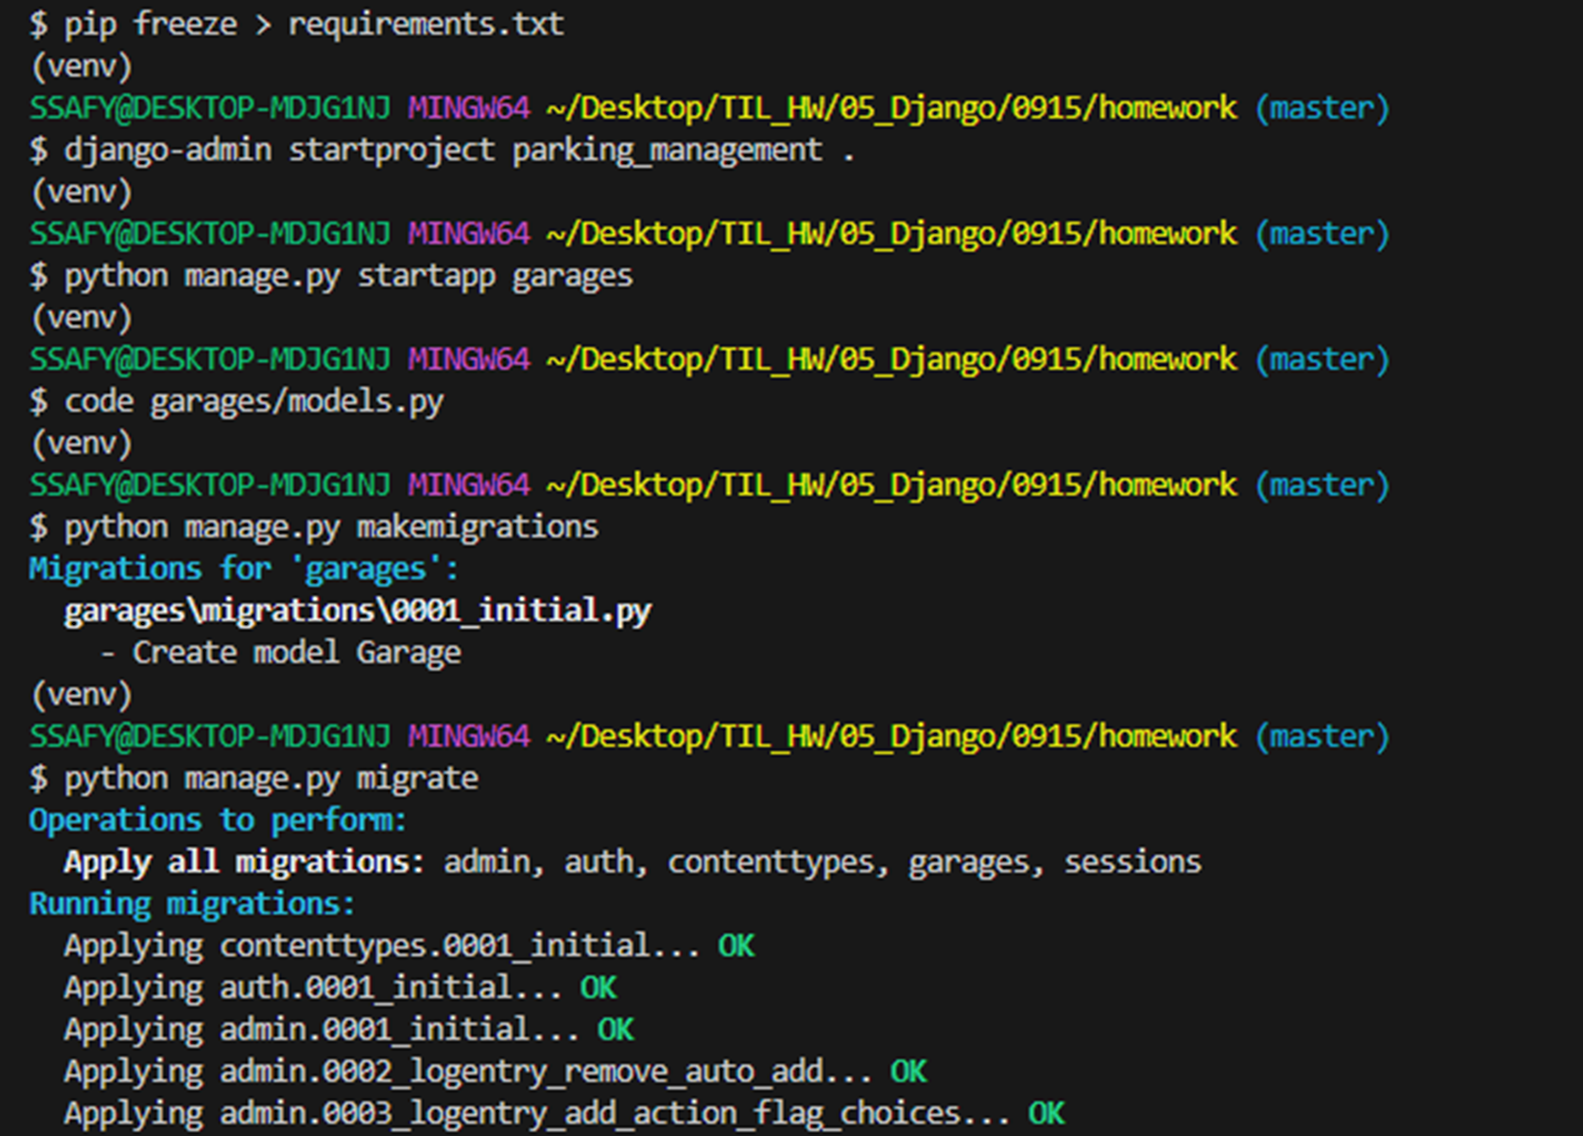 $ pip freeze > requirements.txt
(venv)
SSAFY@DESKTOP-MDJG1NJ MINGW64 ~/Desktop/TIL_HW/05_Django/0915/homework (master)
$ django-admin startproject parking_management .
(venv)
SSAFY@DESKTOP-MDJG1NJ MINGW64 ~/Desktop/TIL_HW/05_Django/0915/homework (master)
$ python manage.py startapp garages
(venv)
SSAFY@DESKTOP-MDJG1NJ MINGW64 ~/Desktop/TIL_HW/05_Django/0915/homework (master)
$ code garages/models.py
(venv)
SSAFY@DESKTOP-MDJG1NJ MINGW64 ~/Desktop/TIL_HW/05_Django/0915/homework (master)
$ python manage.py makemigrations
Migrations for 'garages':
  garages\migrations\0001_initial.py
    - Create model Garage
(venv)
SSAFY@DESKTOP-MDJG1NJ MINGW64 ~/Desktop/TIL_HW/05_Django/0915/homework (master)
$ python manage.py migrate
Operations to perform:
  Apply all migrations: admin, auth, contenttypes, garages, sessions
Running migrations:
  Applying contenttypes.0001_initial... OK
  Applying auth.0001_initial... OK
  Applying admin.0001_initial... OK
  Applying admin.0002_logentry_remove_auto_add... OK
  Applying admin.0003_logentry_add_action_flag_choices... OK